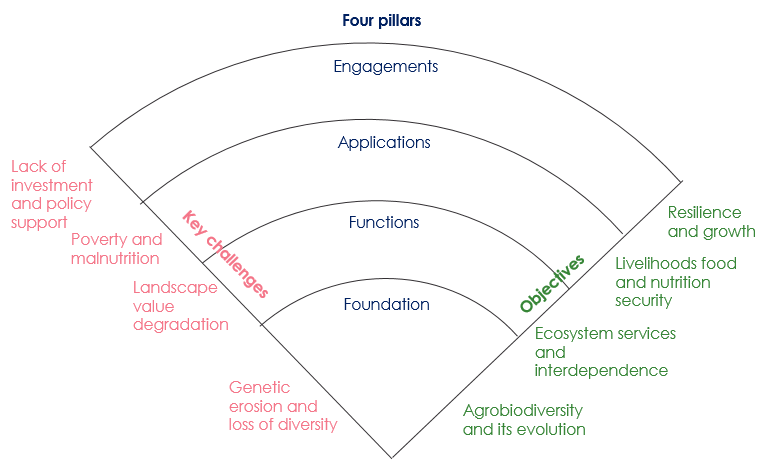 Four pillars
Engagements
Applications
Functions
Foundation
Key challenges
Lack of
investment
and policy
support
Poverty and
malnutrition
Landscape
value
degradation
Genetic
erosion and
loss of diversity
Objectives
Resilience
and growth
Livelihoods food
and nutrition
security
Ecosystem services
and
interdependence
Agrobiodiversity
and its evolution